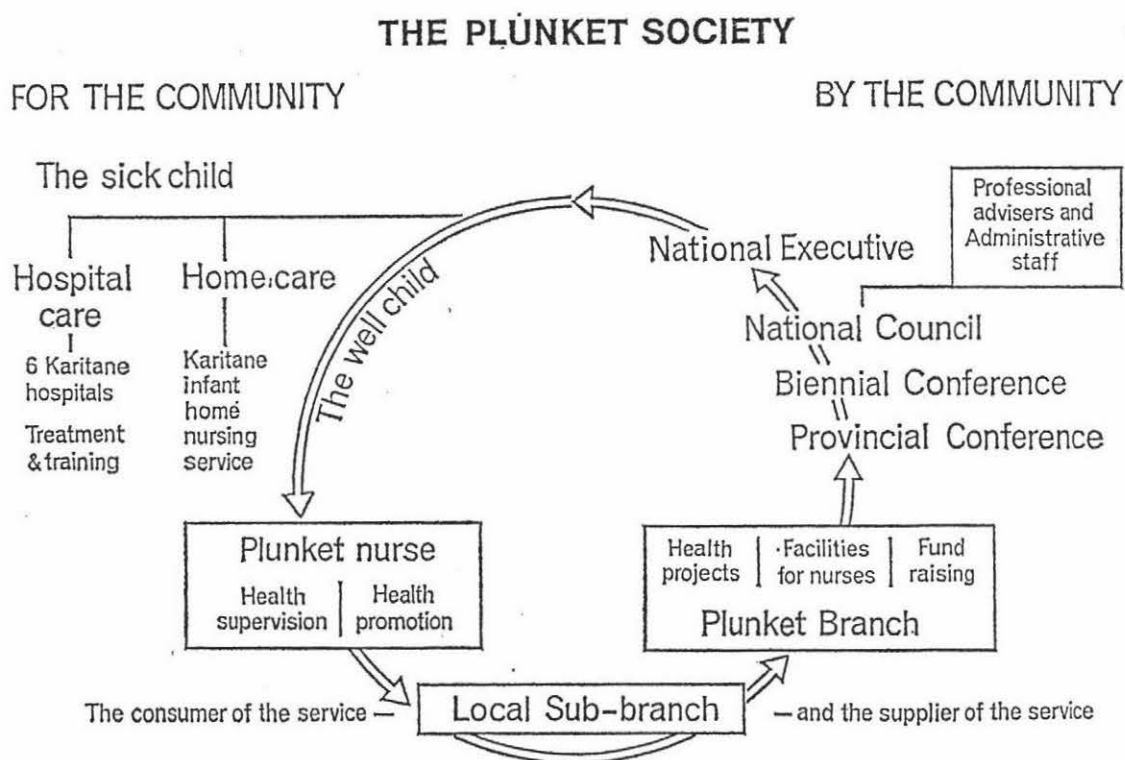 THE PLUNKET SOCIETY
FOR THE COMMUNITY
BY THE COMMUNITY
The sick child
Hospital
care
6 Karitane
hospitals
Treatment
& training
Home care
Karitane
infant
home
nursing
service
The well child
National Executive
Professional
advisers and
Administrative
staff
National Council
Biennial Conference
Provincial Conference
Plunket nurse
Health
supervision
Health
promotion
Health
projects
Facilities
for nurses
Fund
raising
Plunket Branch
The consumer of the service —
Local Sub-branch
— and the supplier of the service